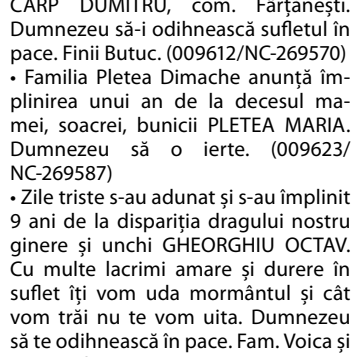 CARP DUMITRU, com. Fârțănești.
Dumnezeu să-i odihnească sufletul în
pace. Finii Butuc. (009612/NC-269570)
• Familia Pletea Dimache anunță îm-
plinirea unui an de la decesul ma-
mei, soacrei, bunicii PLETEA MARIA.
Dumnezeu să o ierte. (009623/
NC-269587)
• Zile triste s-au adunat și s-au împlinit
9 ani de la dispariția dragului nostru
ginere și unchi GHEORGHIU OCTAV.
Cu multe lacrimi amare și durere în
suflet îți vom uda mormântul și cât
vom trăi nu te vom uita. Dumnezeu
să te odihnească în pace. Fam. Voica și